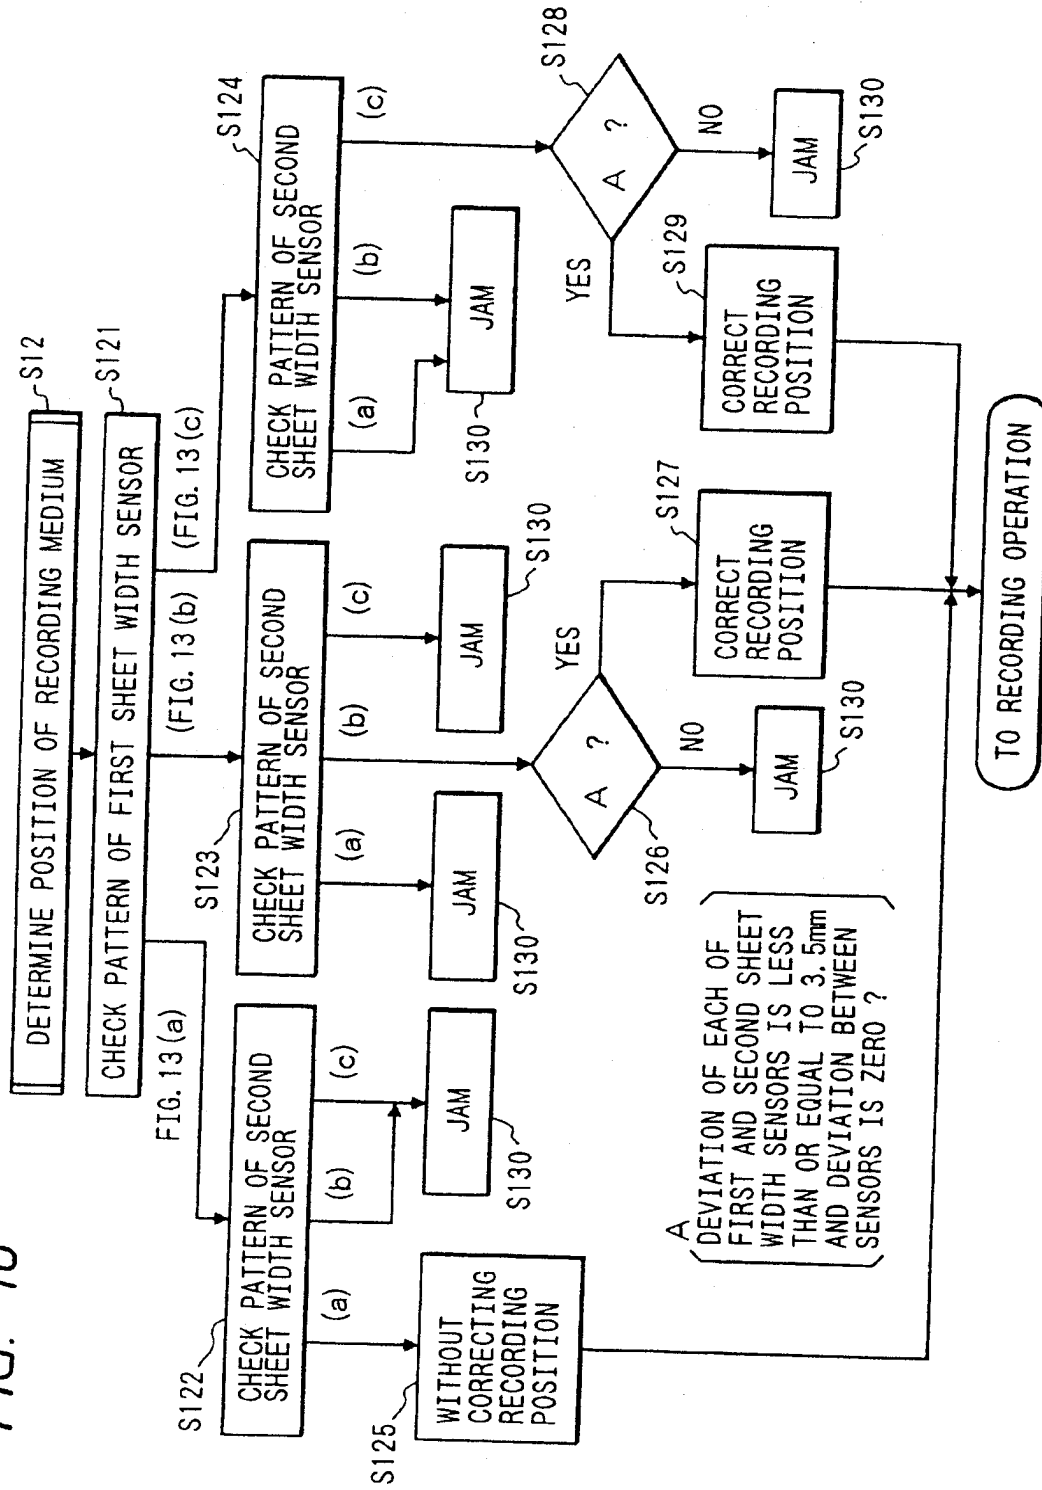 DETERMINE POSITION OF RECORDING MEDIUM
S12
CHECK PATTERN OF FIRST SHEET WIDTH SENSOR
S121
FIG. 13(a)
(FIG. 13(b)
(FIG. 13(c)
S122
CHECK PATTERN OF SECOND
SHEET WIDTH SENSOR
S123
CHECK PATTERN OF SECOND
SHEET WIDTH SENSOR
S124
CHECK PATTERN OF SECOND
SHEET WIDTH SENSOR
(a)
(b)
(c)
(a)
(b)
(c)
(a)
(b)
(c)
S125
WITHOUT
CORRECTING
RECORDING
POSITION
JAM
S130
JAM
S130
JAM
S130
JAM
S130
A ?
S126
YES
NO
A ?
S128
YES
NO
JAM
S130
CORRECT
RECORDING
POSITION
S127
CORRECT
RECORDING
POSITION
S129
JAM
S130
A
DEVIATION OF EACH OF
FIRST AND SECOND SHEET
WIDTH SENSORS IS LESS
THAN OR EQUAL TO 3.5mm
AND DEVIATION BETWEEN
SENSORS IS ZERO ?
TO RECORDING OPERATION